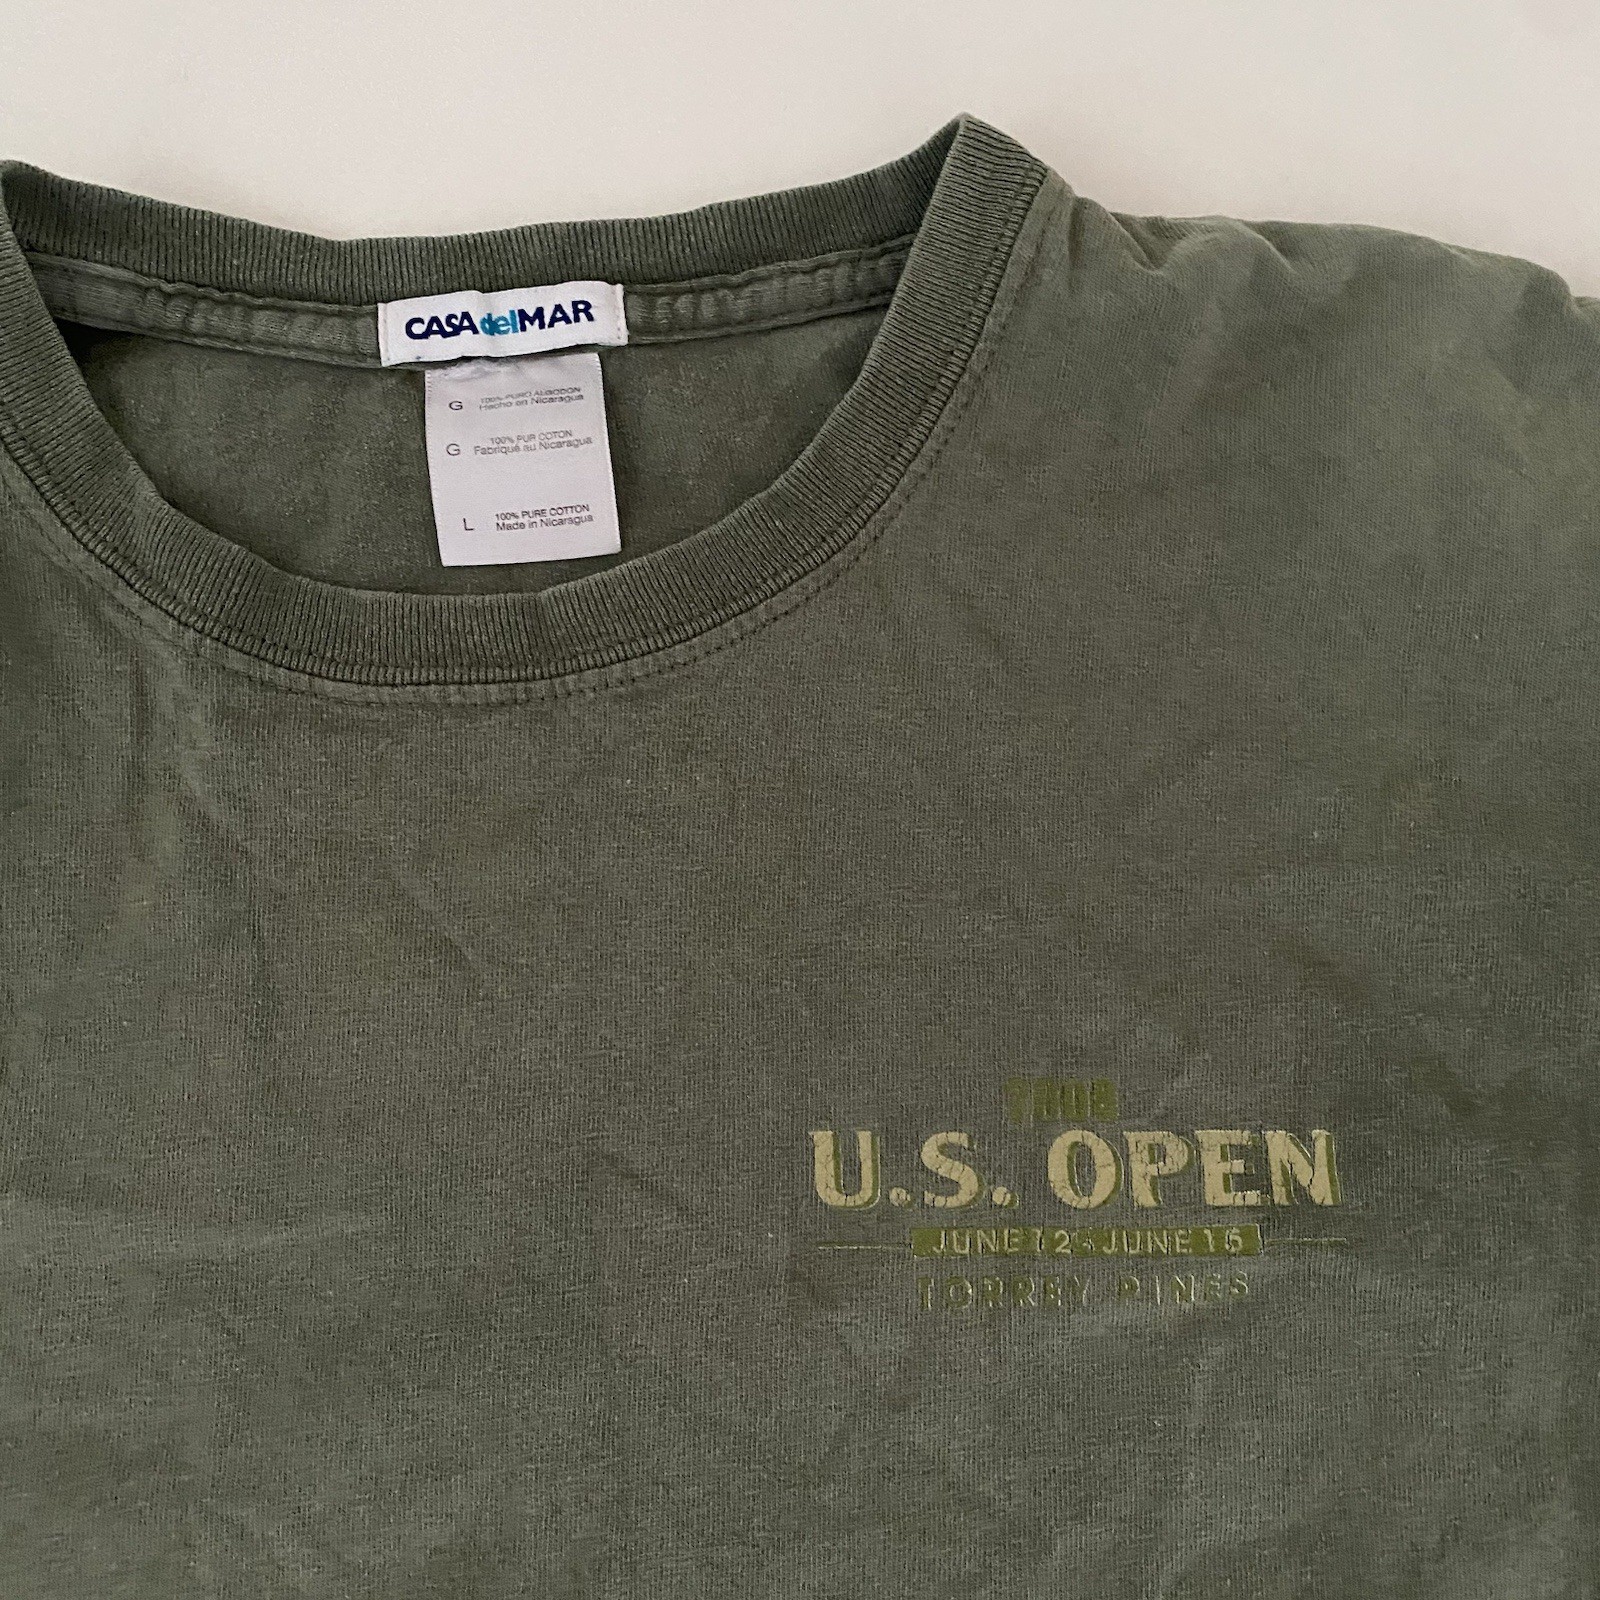 CASA del MAR
G 100% PURO ALGODON
Hecho en Nicaragua
G 100% PUR COTON
Fabriqué au Nicaragua
L 100% PURE COTTON
Made in Nicaragua
2008
U.S. OPEN
JUNE 12 - JUNE 15
TORREY PINES